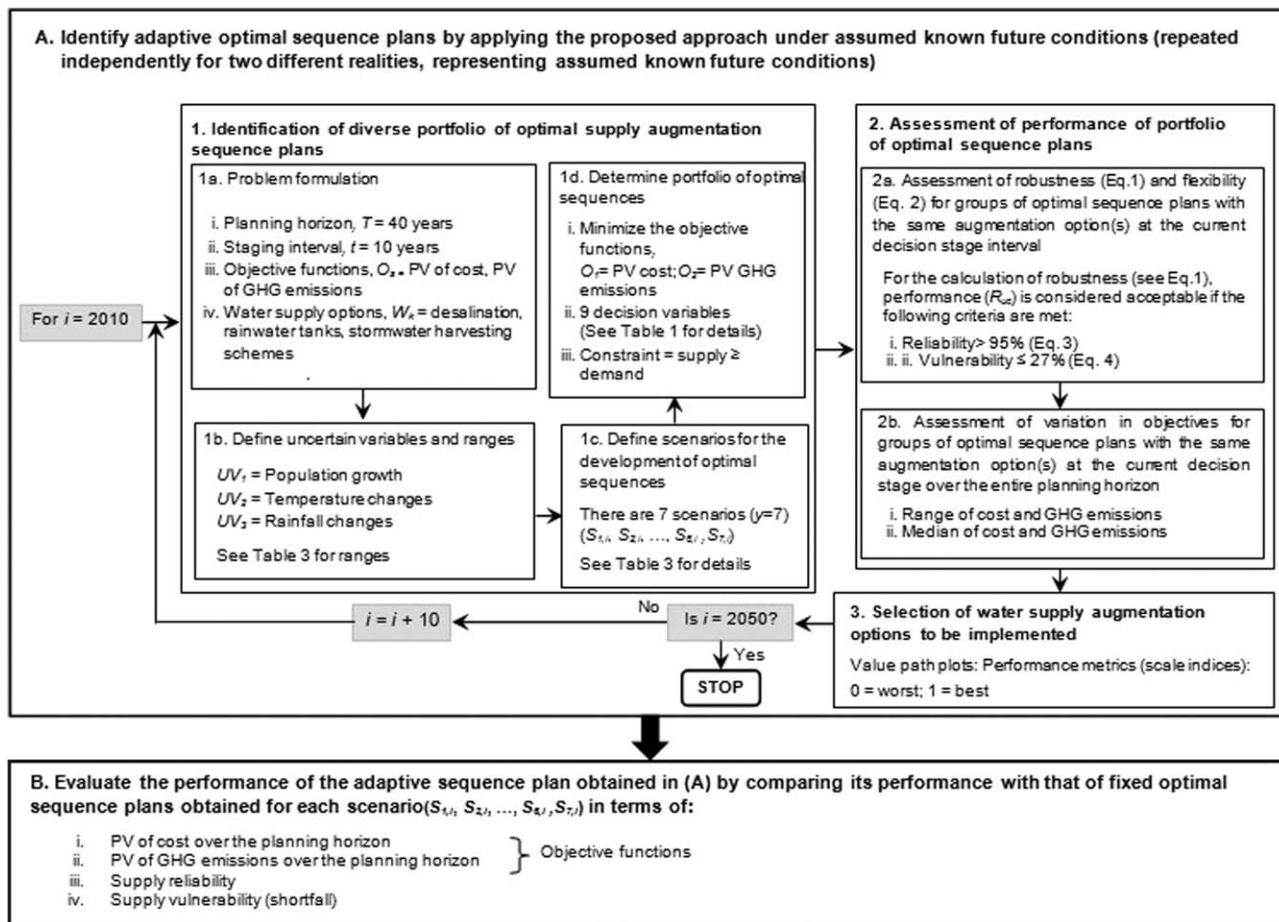 A. Identify adaptive optimal sequence plans by applying the proposed approach under assumed known future conditions (repeated
independently for two different realities, representing assumed known future conditions)
For i = 2010
1. Identification of diverse portfolio of optimal supply augmentation
sequence plans
1a. Problem formulation
i. Planning horizon, T = 40 years
ii. Staging interval, t = 10 years
iii. Objective functions, O₂ = PV of cost, PV
of GHG emissions
iv. Water supply options, Wₓ = desalination,
rainwater tanks, stormwater harvesting
schemes
1b. Define uncertain variables and ranges
UV₁ = Population growth
UV₂ = Temperature changes
UV₃ = Rainfall changes
See Table 3 for ranges
1c. Define scenarios for the
development of optimal
sequences
There are 7 scenarios (y=7)
(S₁,ᵢ, S₂,ᵢ, ..., S₆,ᵢ, S₇,ᵢ)
See Table 3 for details
1d. Determine portfolio of optimal
sequences
i. Minimize the objective
functions,
O₁= PV cost; O₂= PV GHG
emissions
ii. 9 decision variables
(See Table 1 for details)
iii. Constraint = supply ≥
demand
2. Assessment of performance of portfolio
of optimal sequence plans
2a. Assessment of robustness (Eq.1) and flexibility
(Eq. 2) for groups of optimal sequence plans with
the same augmentation option(s) at the current
decision stage interval
For the calculation of robustness (see Eq.1),
performance (R) is considered acceptable if the
following criteria are met:
i. Reliability> 95% (Eq.3)
ii. ii. Vulnerability ≤ 27% (Eq. 4)
2b. Assessment of variation in objectives for
groups of optimal sequence plans with the same
augmentation option(s) at the current decision
stage over the entire planning horizon
i. Range of cost and GHG emissions
ii. Median of cost and GHG emissions
3. Selection of water supply augmentation
options to be implemented
Value path plots: Performance metrics (scale indices):
0 = worst; 1 = best
Is i = 2050?
No
i = i + 10
Yes
STOP
B. Evaluate the performance of the adaptive sequence plan obtained in (A) by comparing its performance with that of fixed optimal
sequence plans obtained for each scenario(S₁,ᵢ, S₂,ᵢ, ..., S₆,ᵢ, S₇,ᵢ) in terms of:
i. PV of cost over the planning horizon
ii. PV of GHG emissions over the planning horizon
Objective functions
iii. Supply reliability
iv. Supply vulnerability (shortfall)